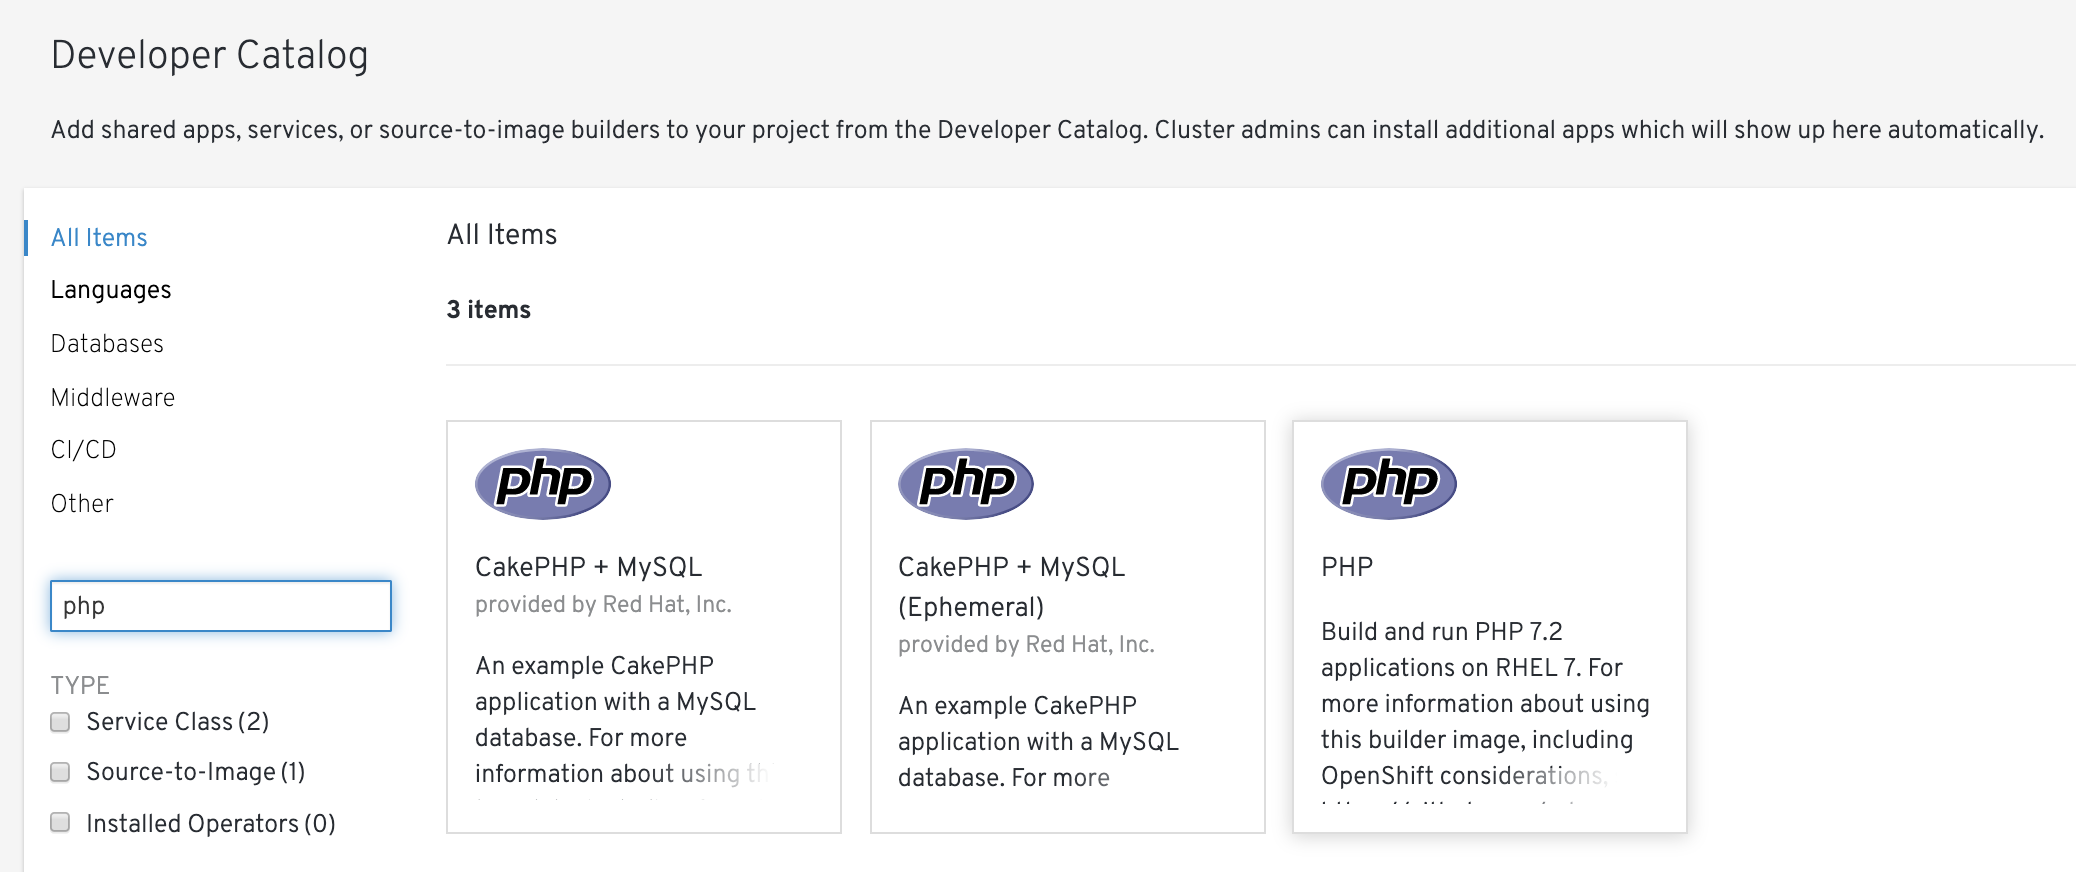 Developer Catalog
Add shared apps, services, or source-to-image builders to your project from the Developer Catalog. Cluster admins can install additional apps which will show up here automatically.
All Items
Languages
Databases
Middleware
CI/CD
Other
php
TYPE
Service Class (2)
Source-to-Image (1)
Installed Operators (0)
All Items
3 items
php
CakePHP + MySQL
provided by Red Hat, Inc.
An example CakePHP
application with a MySQL
database. For more
information about using th
php
CakePHP + MySQL
(Ephemeral)
provided by Red Hat, Inc.
An example CakePHP
application with a MySQL
database. For more
php
PHP
Build and run PHP 7.2
applications on RHEL 7. For
more information about using
this builder image, including
OpenShift considerations,